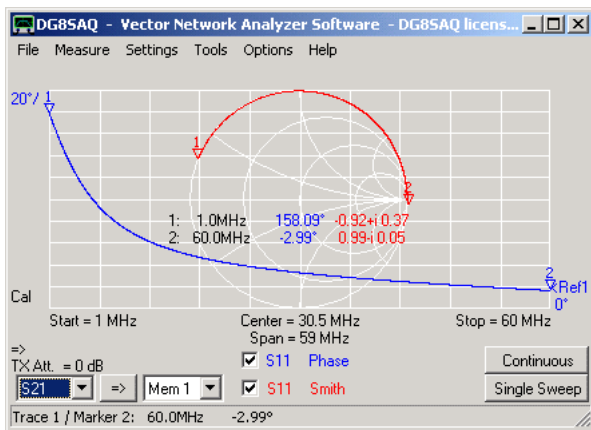 DG8SAQ - Vector Network Analyzer Software - DG8SAQ licens...
File Measure Settings Tools Options Help
20°/ 1
1
2
1: 1.0MHz 158.09° -0.92+i 0.37
2: 60.0MHz -2.99° 0.99-i 0.05
2
<Ref1
0°
Cal
Start = 1 MHz Center = 30.5 MHz Stop = 60 MHz
Span = 59 MHz
=>
TX Att. = 0 dB S11 Phase Continuous
S21 => Mem 1 S11 Smith Single Sweep
Trace 1 / Marker 2: 60.0MHz -2.99°